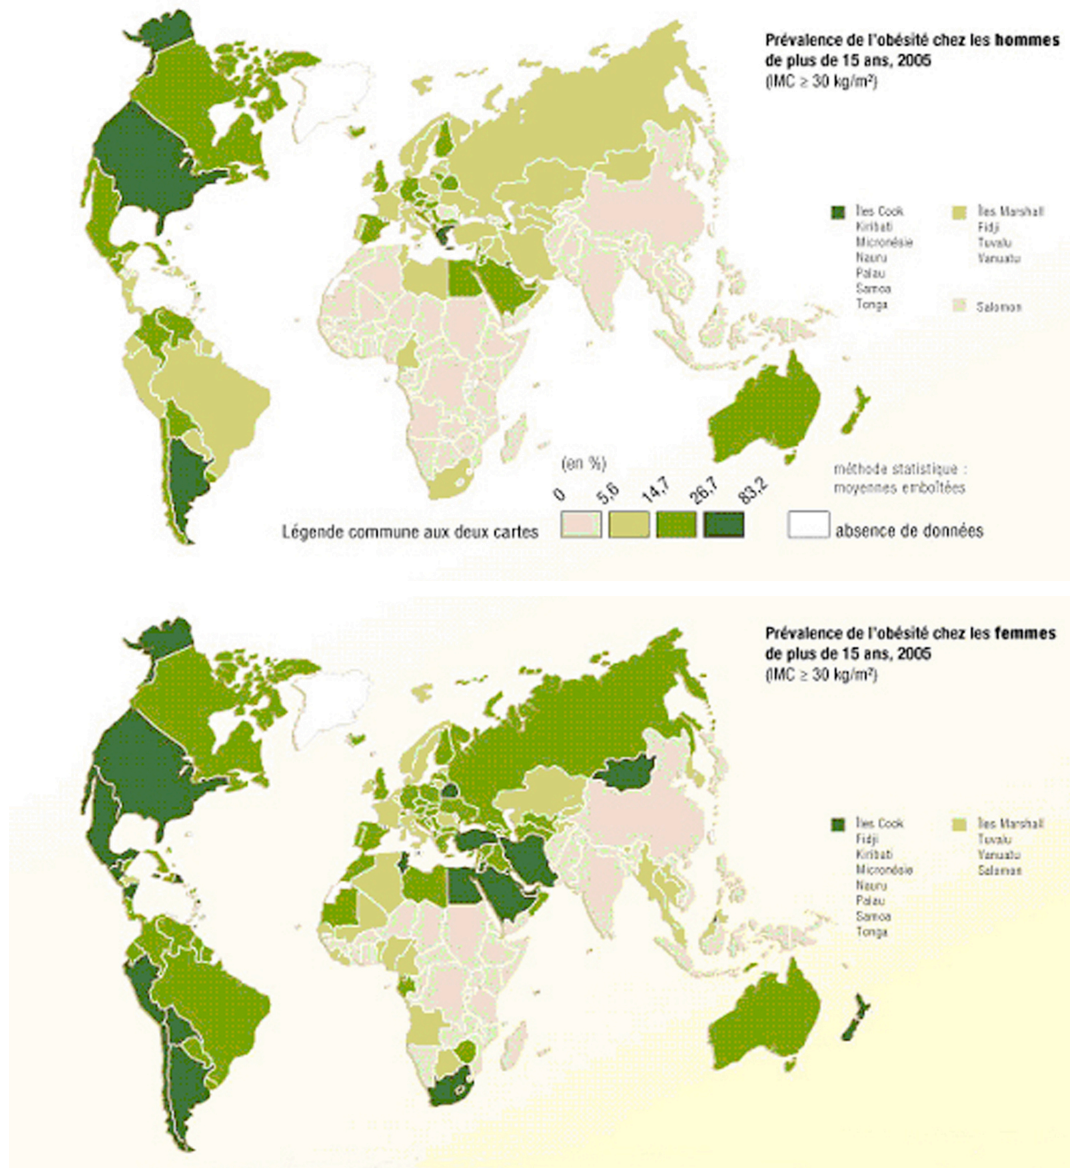 Prévalence de l'obésité chez les hommes
de plus de 15 ans, 2005
(IMC ≥ 30 kg/m²)
Îles Cook
Kiribati
Micronésie
Nauru
Palau
Samoa
Tonga
Îles Marshall
Fidji
Tuvalu
Vanuatu
Salomon
(en %)
0
5,6
14,7
26,7
83,2
Légende commune aux deux cartes
absence de données
méthode statistique :
moyennes emboîtées
Prévalence de l'obésité chez les femmes
de plus de 15 ans, 2005
(IMC ≥ 30 kg/m²)
Îles Cook
Fidji
Kiribati
Micronésie
Nauru
Palau
Samoa
Tonga
Îles Marshall
Tuvalu
Vanuatu
Salomon